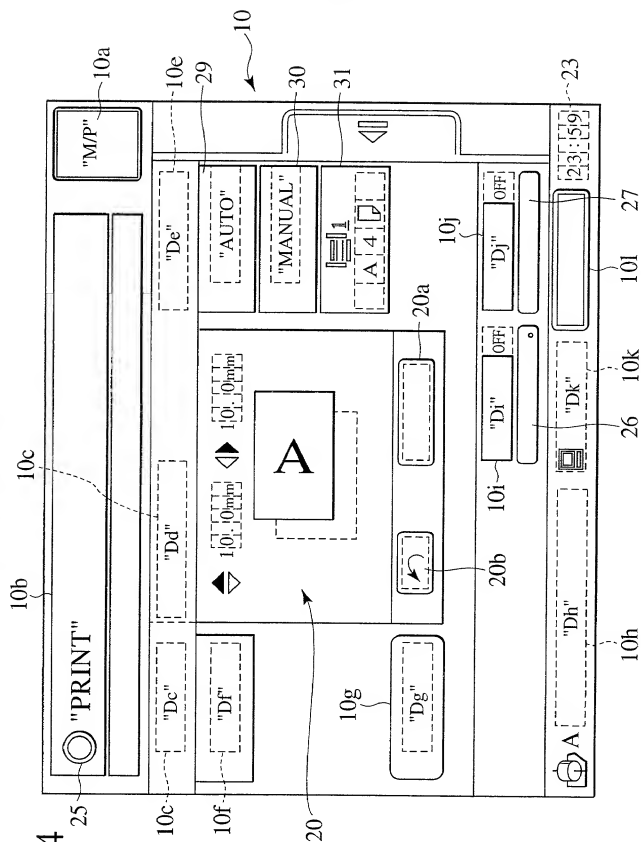 4
10b
10c
10a
"M/P"
25
"PRINT"
10e
10c
"Dc"
"Dd"
"De"
29
10f
"Df"
10.0mm
10.0mm
"AUTO"
10
30
"MANUAL"
A
31
1
A 4
20
10g
"Dg"
20b
20a
10i
"Di"
OFF
10j
"Dj"
OFF
26
27
A
"Dh"
"Dk"
23:59
23
10h
10k
10l